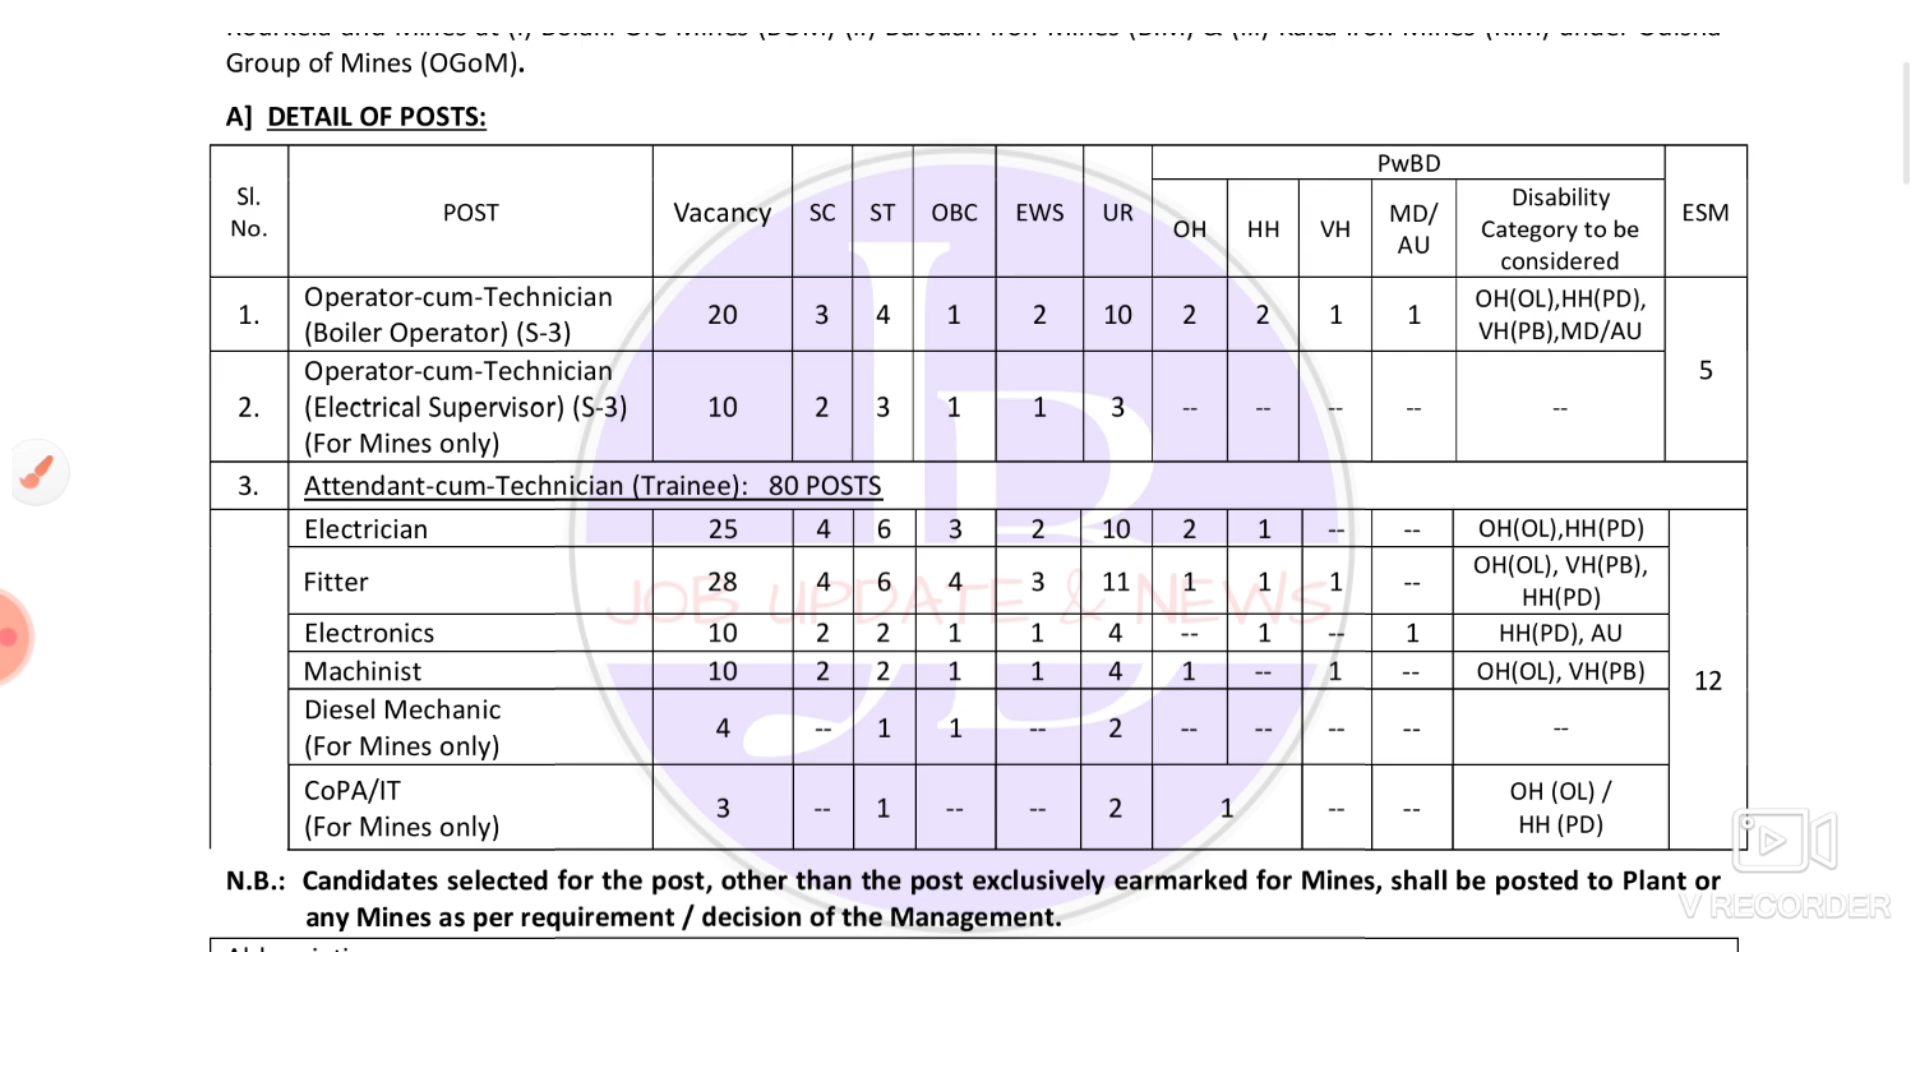 Group of Mines (OGoM).
A] DETAIL OF POSTS:
Sl. No. POST Vacancy SC ST OBC EWS UR PwBD ESM
OH HH VH MD/ AU Disability Category to be considered
1. Operator-cum-Technician (Boiler Operator) (S-3) 20 3 4 1 2 10 2 2 1 1 OH(OL),HH(PD), VH(PB),MD/AU 5
2. Operator-cum-Technician (Electrical Supervisor) (S-3) (For Mines only) 10 2 3 1 1 3 -- -- -- -- --
3. Attendant-cum-Technician (Trainee): 80 POSTS
Electrician 25 4 6 3 2 10 2 1 -- -- OH(OL),HH(PD) 12
Fitter 28 4 6 4 3 11 1 1 1 -- OH(OL), VH(PB), HH(PD)
JOB UPDATE & NEWS
Electronics 10 2 2 1 1 4 -- 1 -- 1 HH(PD), AU
Machinist 10 2 2 1 1 4 1 -- 1 -- OH(OL), VH(PB)
Diesel Mechanic (For Mines only) 4 -- 1 1 -- 2 -- -- -- -- --
CoPA/IT (For Mines only) 3 -- 1 -- -- 2 1 -- -- OH (OL) / HH (PD)
N.B.: Candidates selected for the post, other than the post exclusively earmarked for Mines, shall be posted to Plant or
any Mines as per requirement / decision of the Management.
V RECORDER